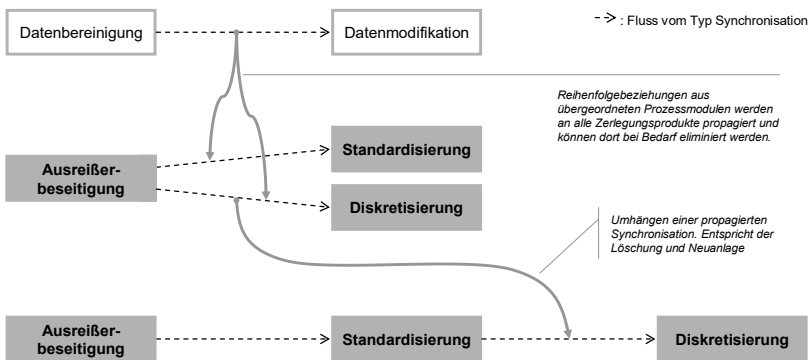 Datenbereinigung
Datenmodifikation
: Fluss vom Typ Synchronisation
Reihenfolgebeziehungen aus
übergeordneten Prozessmodulen werden
an alle Zerlegungsprodukte propagiert und
können dort bei Bedarf eliminiert werden.
Ausreißer-
beseitigung
Standardisierung
Diskretisierung
Umhängen einer propagierten
Synchronisation. Entspricht der
Löschung und Neuanlage
Ausreißer-
beseitigung
Standardisierung
Diskretisierung